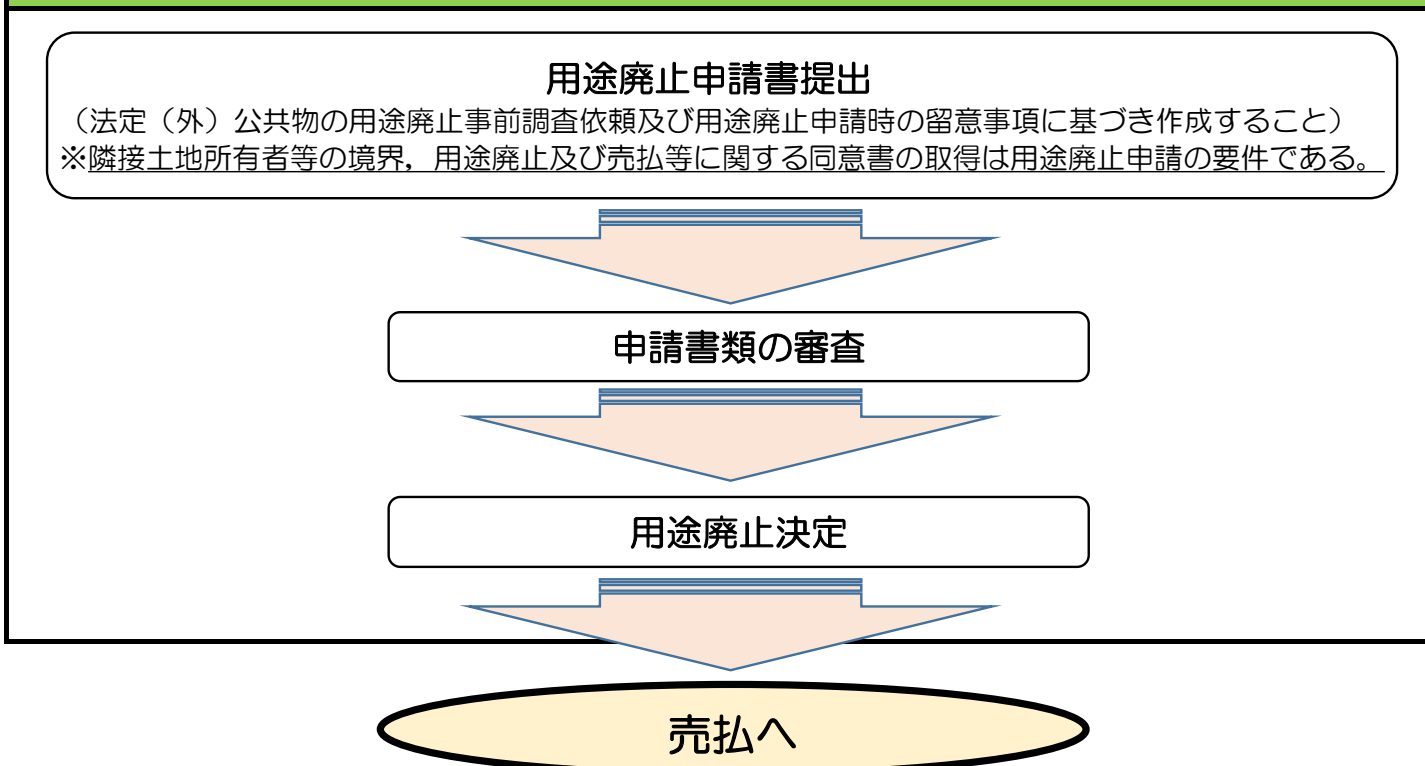 用途廃止申請書提出
（法定（外）公共物の用途廃止事前調査依頼及び用途廃止申請時の留意事項に基づき作成すること）
※隣接土地所有者等の境界，用途廃止及び売払等に関する同意書の取得は用途廃止申請の要件である。
申請書類の審査
用途廃止決定
売払へ